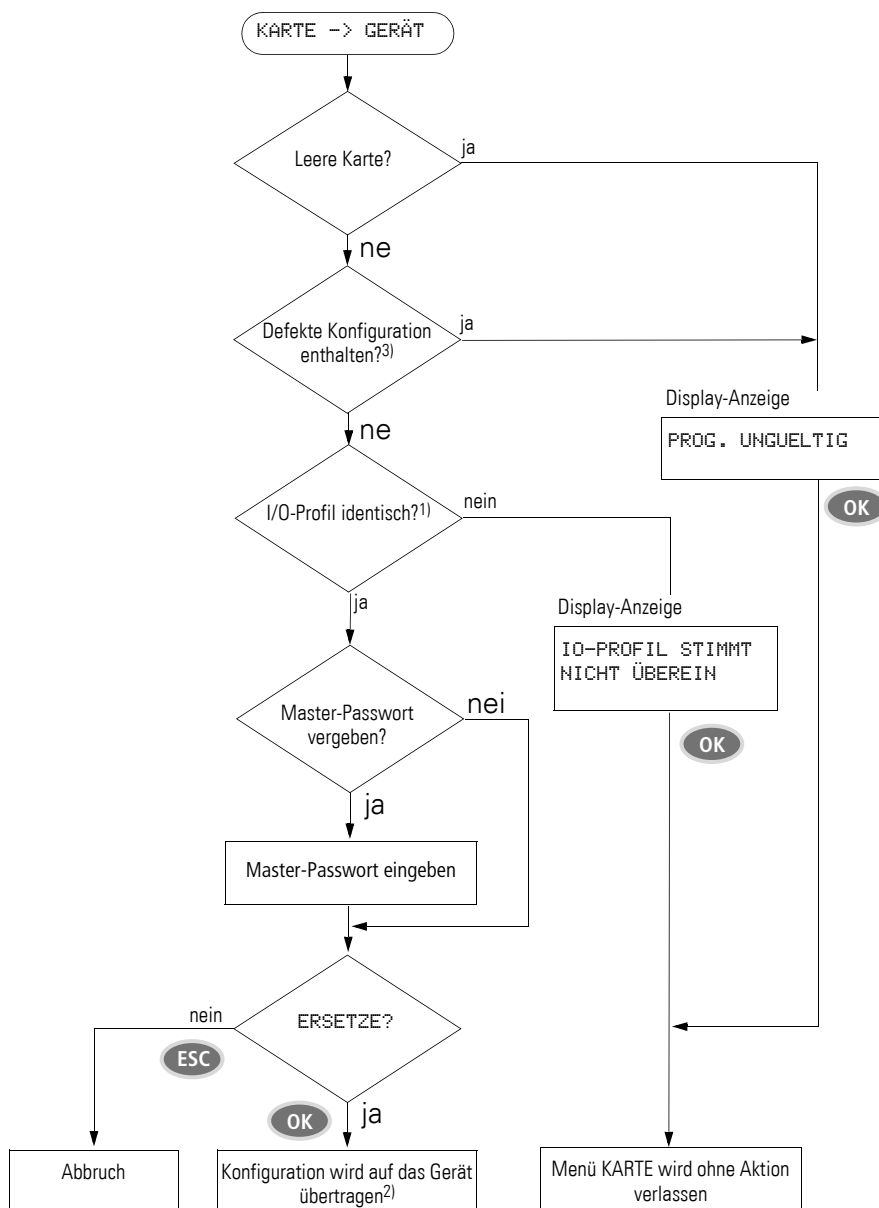 KARTE -> GERÄT
Leere Karte?
ja
ne
Defekte Konfiguration
enthalten?3)
ja
Display-Anzeige
PROG. UNGUELTIG
OK
ne
I/O-Profil identisch?1)
nein
Display-Anzeige
IO-PROFIL STIMMT
NICHT ÜBEREIN
OK
ja
Master-Passwort
vergeben?
nei
ja
Master-Passwort eingeben
ERSETZE?
nein
ESC
OK
ja
Abbruch
Konfiguration wird auf das Gerät
übertragen2)
Menü KARTE wird ohne Aktion
verlassen